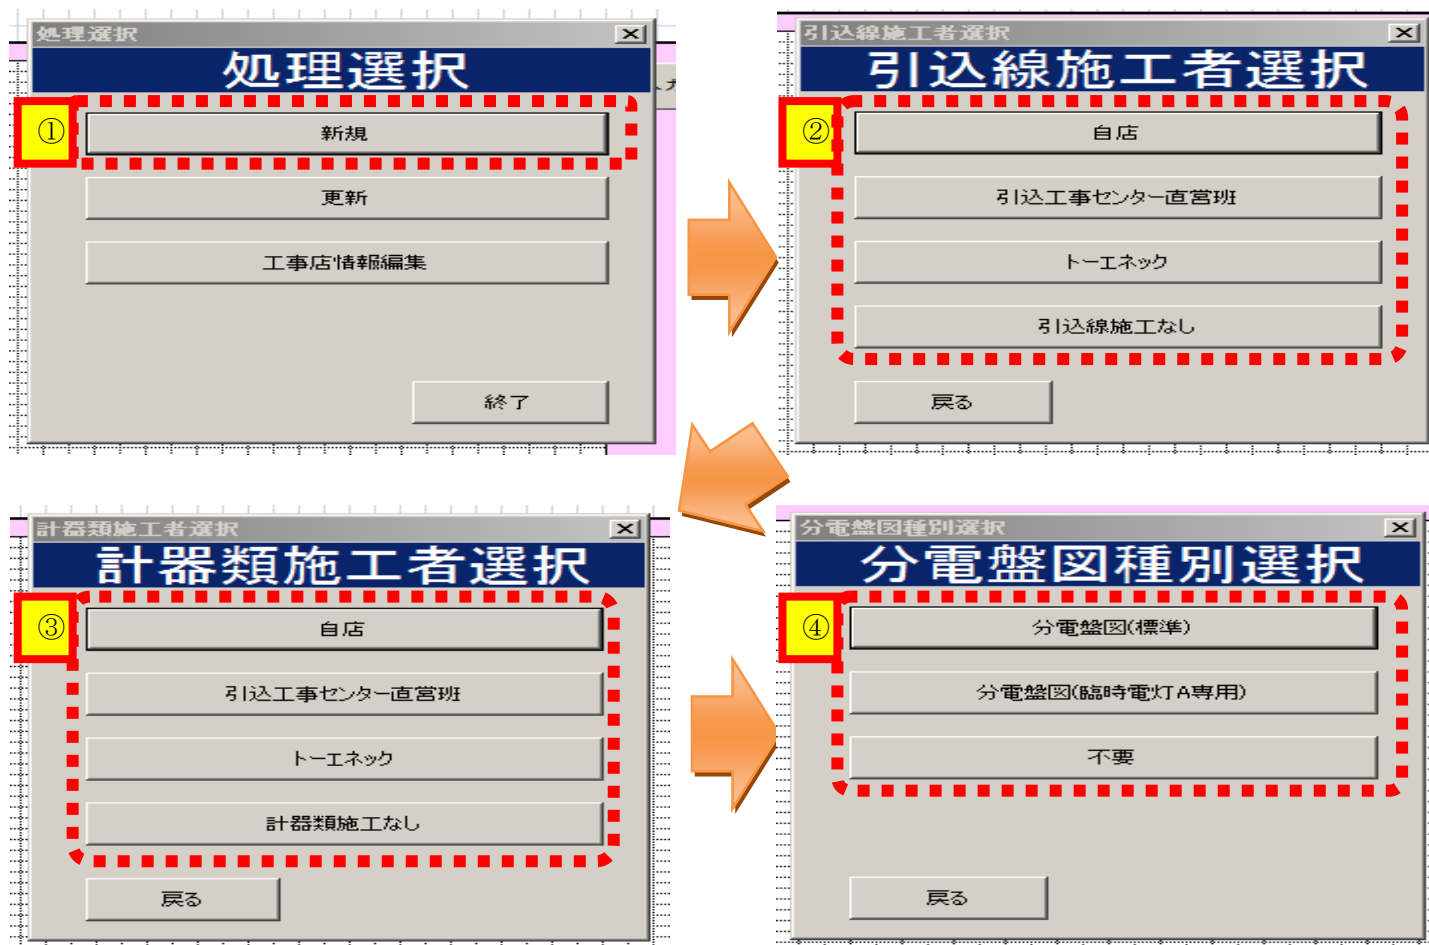 処理選択
処理選択
①
新規
更新
工事店情報編集
終了
引込線施工者選択
引込線施工者選択
②
自店
引込工事センター直営班
トーエネック
引込線施工なし
戻る
計器類施工者選択
計器類施工者選択
③
自店
引込工事センター直営班
トーエネック
計器類施工なし
戻る
分電盤図種別選択
分電盤図種別選択
④
分電盤図(標準)
分電盤図(臨時電灯A専用)
不要
戻る